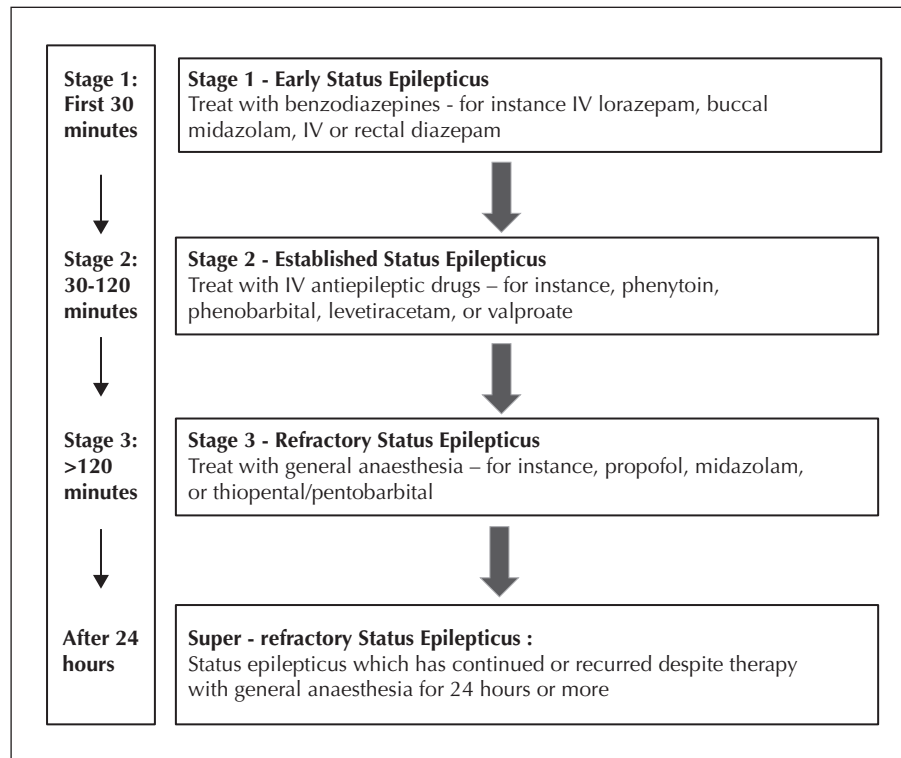 Stage 1:
First 30
minutes
Stage 1 - Early Status Epilepticus
Treat with benzodiazepines - for instance IV lorazepam, buccal
midazolam, IV or rectal diazepam
Stage 2:
30-120
minutes
Stage 2 - Established Status Epilepticus
Treat with IV antiepileptic drugs – for instance, phenytoin,
phenobarbital, levetiracetam, or valproate
Stage 3:
>120
minutes
Stage 3 - Refractory Status Epilepticus
Treat with general anaesthesia – for instance, propofol, midazolam,
or thiopental/pentobarbital
After 24
hours
Super - refractory Status Epilepticus :
Status epilepticus which has continued or recurred despite therapy
with general anaesthesia for 24 hours or more